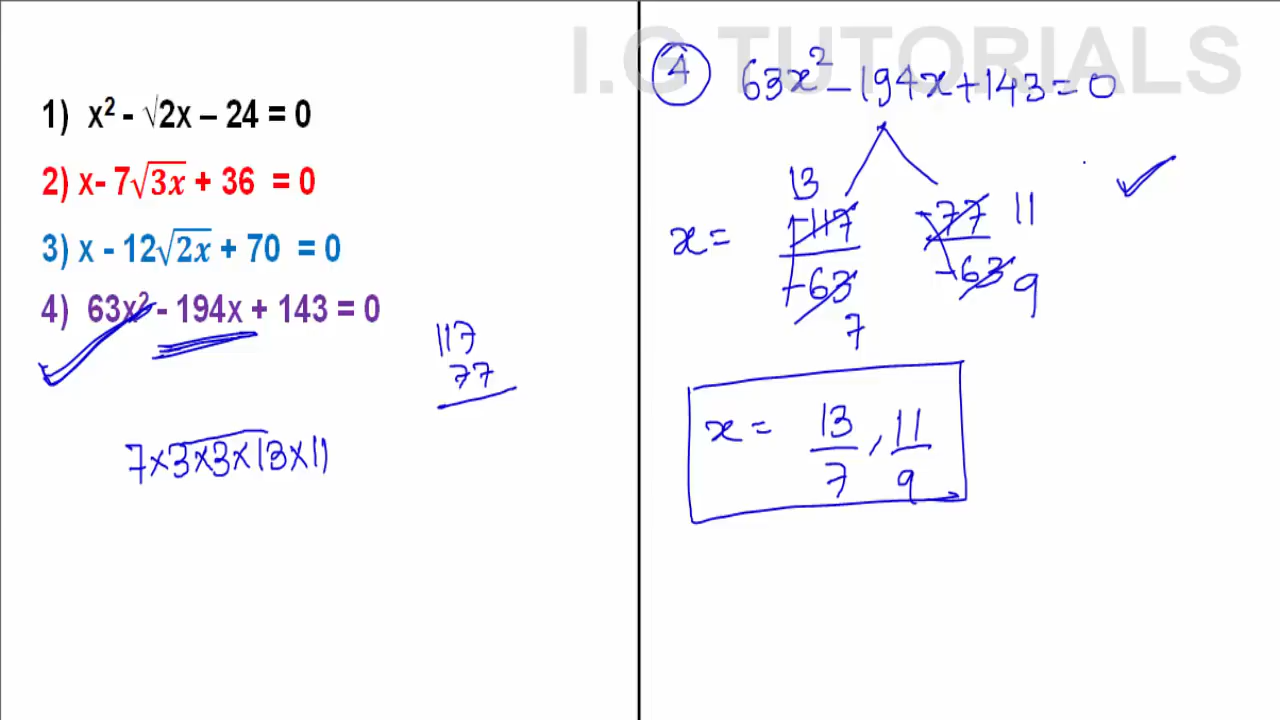 I.G TUTORIALS
1) x² - √2x – 24 = 0
2) x- 7√3x + 36 = 0
3) x - 12√2x + 70 = 0
4) 63x² - 194x + 143 = 0
117
77
7×3×3×13×11
4 63x² - 194x + 143 = 0
13
x = -117 -77 11
-63 -63 9
7
x = 13/7 , 11/9